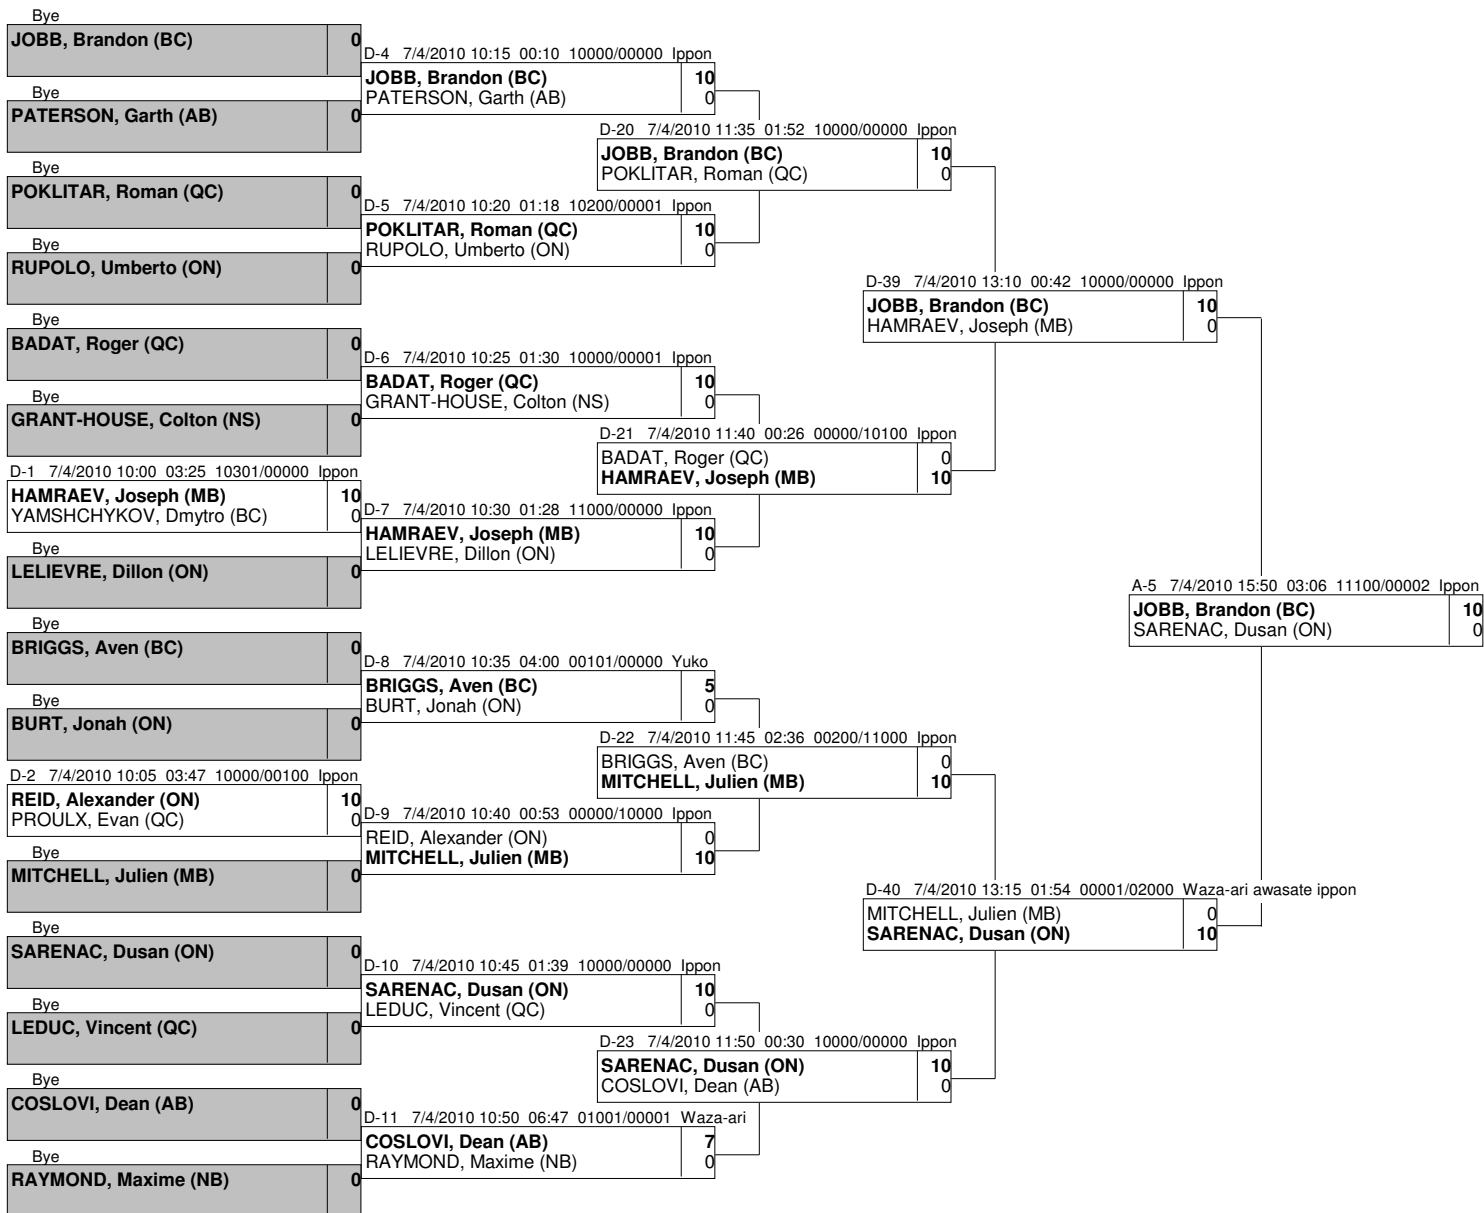 Bye
JOBB, Brandon (BC) 0
Bye
PATERSON, Garth (AB) 0
Bye
POKLITAR, Roman (QC) 0
Bye
RUPOLO, Umberto (ON) 0
Bye
BADAT, Roger (QC) 0
Bye
GRANT-HOUSE, Colton (NS) 0
D-1 7/4/2010 10:00 03:25 10301/00000 Ippon
HAMRAEV, Joseph (MB) 10
YAMSHCHYKOV, Dmytro (BC) 0
Bye
LELIEVRE, Dillon (ON) 0
Bye
BRIGGS, Aven (BC) 0
Bye
BURT, Jonah (ON) 0
D-2 7/4/2010 10:05 03:47 10000/00100 Ippon
REID, Alexander (ON) 10
PROULX, Evan (QC) 0
Bye
MITCHELL, Julien (MB) 0
Bye
SARENAC, Dusan (ON) 0
Bye
LEDUC, Vincent (QC) 0
Bye
COSLOVI, Dean (AB) 0
Bye
RAYMOND, Maxime (NB) 0
D-4 7/4/2010 10:15 00:10 10000/00000 Ippon
JOBB, Brandon (BC) 10
PATERSON, Garth (AB) 0
D-5 7/4/2010 10:20 01:18 10200/00001 Ippon
POKLITAR, Roman (QC) 10
RUPOLO, Umberto (ON) 0
D-6 7/4/2010 10:25 01:30 10000/00001 Ippon
BADAT, Roger (QC) 10
GRANT-HOUSE, Colton (NS) 0
D-7 7/4/2010 10:30 01:28 11000/00000 Ippon
HAMRAEV, Joseph (MB) 10
LELIEVRE, Dillon (ON) 0
D-8 7/4/2010 10:35 04:00 00101/00000 Yuko
BRIGGS, Aven (BC) 5
BURT, Jonah (ON) 0
D-9 7/4/2010 10:40 00:53 00000/10000 Ippon
REID, Alexander (ON) 0
MITCHELL, Julien (MB) 10
D-10 7/4/2010 10:45 01:39 10000/00000 Ippon
SARENAC, Dusan (ON) 10
LEDUC, Vincent (QC) 0
D-11 7/4/2010 10:50 06:47 01001/00001 Waza-ari
COSLOVI, Dean (AB) 7
RAYMOND, Maxime (NB) 0
D-20 7/4/2010 11:35 01:52 10000/00000 Ippon
JOBB, Brandon (BC) 10
POKLITAR, Roman (QC) 0
D-21 7/4/2010 11:40 00:26 00000/10100 Ippon
BADAT, Roger (QC) 0
HAMRAEV, Joseph (MB) 10
D-22 7/4/2010 11:45 02:36 00200/11000 Ippon
BRIGGS, Aven (BC) 0
MITCHELL, Julien (MB) 10
D-23 7/4/2010 11:50 00:30 10000/00000 Ippon
SARENAC, Dusan (ON) 10
COSLOVI, Dean (AB) 0
D-39 7/4/2010 13:10 00:42 10000/00000 Ippon
JOBB, Brandon (BC) 10
HAMRAEV, Joseph (MB) 0
D-40 7/4/2010 13:15 01:54 00001/02000 Waza-ari awasate ippon
MITCHELL, Julien (MB) 0
SARENAC, Dusan (ON) 10
A-5 7/4/2010 15:50 03:06 11100/00002 Ippon
JOBB, Brandon (BC) 10
SARENAC, Dusan (ON) 0